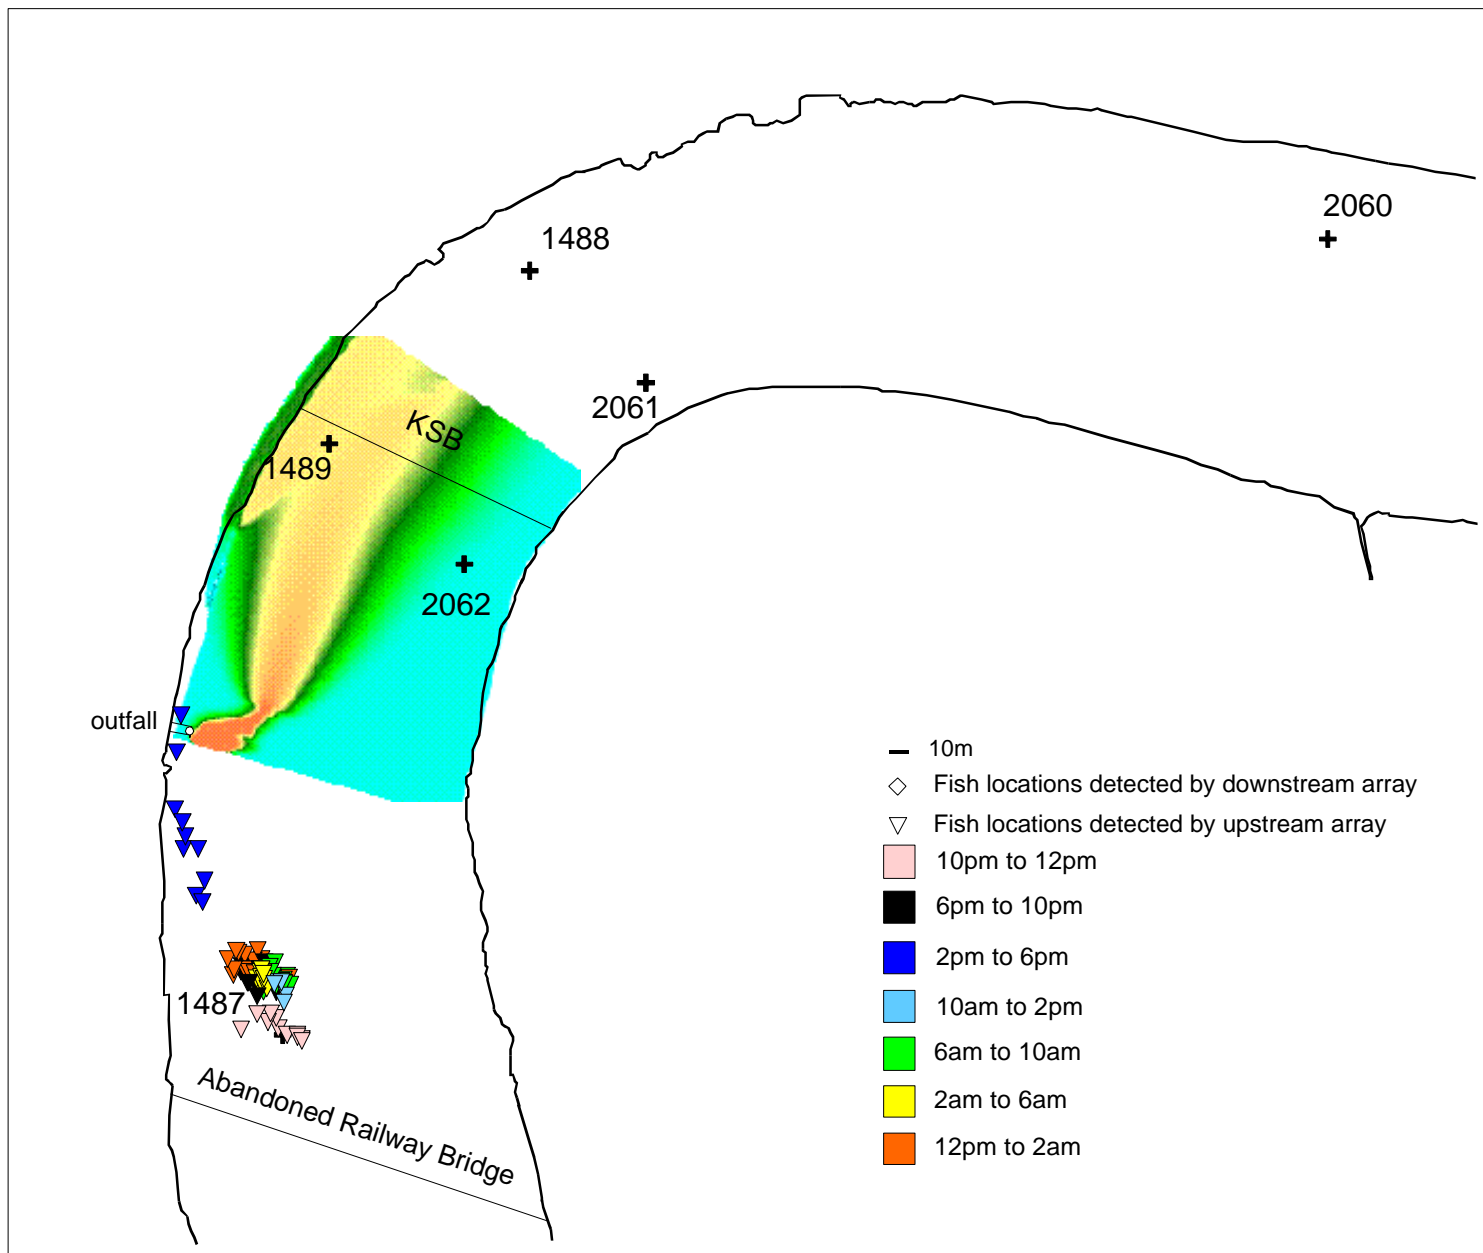 2060
1488
2061
KSB
1489
2062
outfall
10m
Fish locations detected by downstream array
Fish locations detected by upstream array
10pm to 12pm
6pm to 10pm
2pm to 6pm
1487
10am to 2pm
6am to 10am
Abandoned Railway Bridge
2am to 6am
12pm to 2am